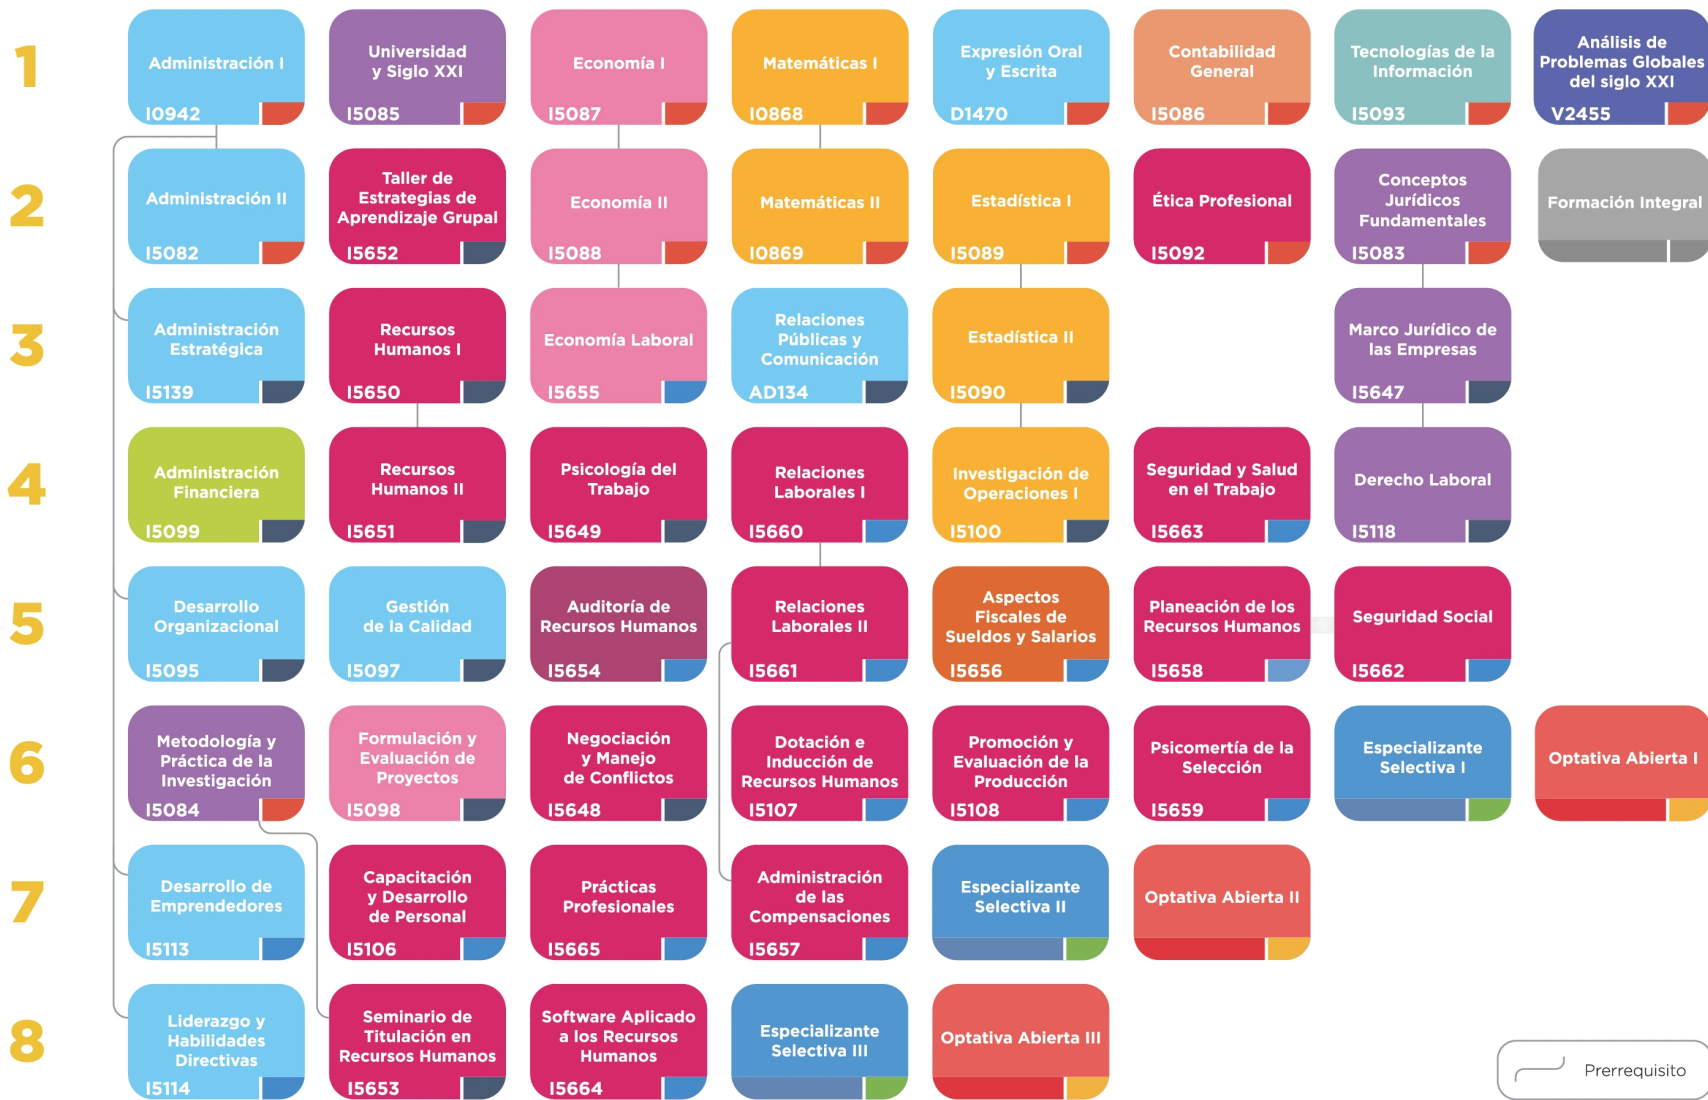 1
Administración I
I0942
Universidad
y Siglo XXI
I5085
Economía I
I5087
Matemáticas I
I0868
Expresión Oral
y Escrita
D1470
Contabilidad
General
I5086
Tecnologías de la
Información
I5093
Análisis de
Problemas Globales
del siglo XXI
V2455
2
Administración II
I5082
Taller de
Estrategias de
Aprendizaje Grupal
I5652
Economía II
I5088
Matemáticas II
I0869
Estadística I
I5089
Ética Profesional
I5092
Conceptos
Jurídicos
Fundamentales
I5083
Formación Integral
3
Administración
Estratégica
I5139
Recursos
Humanos I
I5650
Economía Laboral
I5655
Relaciones
Públicas y
Comunicación
AD134
Estadística II
I5090
Marco Jurídico de
las Empresas
I5647
4
Administración
Financiera
I5099
Recursos
Humanos II
I5651
Psicología del
Trabajo
I5649
Relaciones
Laborales I
I5660
Investigación de
Operaciones I
I5100
Seguridad y Salud
en el Trabajo
I5663
Derecho Laboral
I5118
5
Desarrollo
Organizacional
I5095
Gestión
de la Calidad
I5097
Auditoría de
Recursos Humanos
I5654
Relaciones
Laborales II
I5661
Aspectos
Fiscales de
Sueldos y Salarios
I5656
Planeación de los
Recursos Humanos
I5658
Seguridad Social
I5662
6
Metodología y
Práctica de la
Investigación
I5084
Formulación y
Evaluación de
Proyectos
I5098
Negociación
y Manejo
de Conflictos
I5648
Dotación e
Inducción de
Recursos Humanos
I5107
Promoción y
Evaluación de la
Producción
I5108
Psicomertía de la
Selección
I5659
Especializante
Selectiva I
Optativa Abierta I
7
Desarrollo de
Emprendedores
I5113
Capacitación
y Desarrollo
de Personal
I5106
Prácticas
Profesionales
I5665
Administración
de las
Compensaciones
I5657
Especializante
Selectiva II
Optativa Abierta II
8
Liderazgo y
Habilidades
Directivas
I5114
Seminario de
Titulación en
Recursos Humanos
I5653
Software Aplicado
a los Recursos
Humanos
I5664
Especializante
Selectiva III
Optativa Abierta III
Prerrequisito